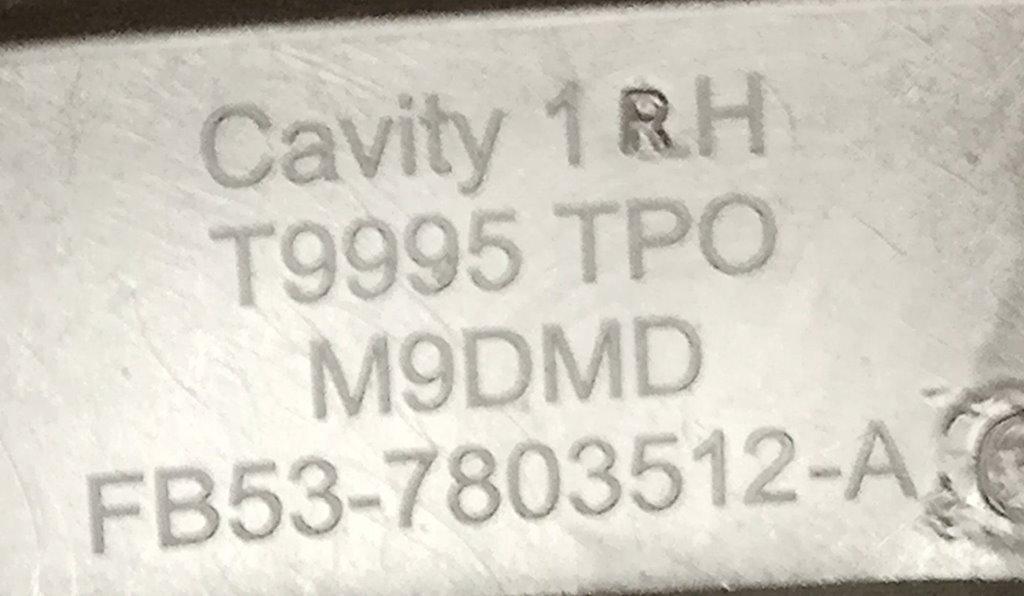 Cavity 1 RH
T9995 TPO
M9DMD
FB53-7803512-A